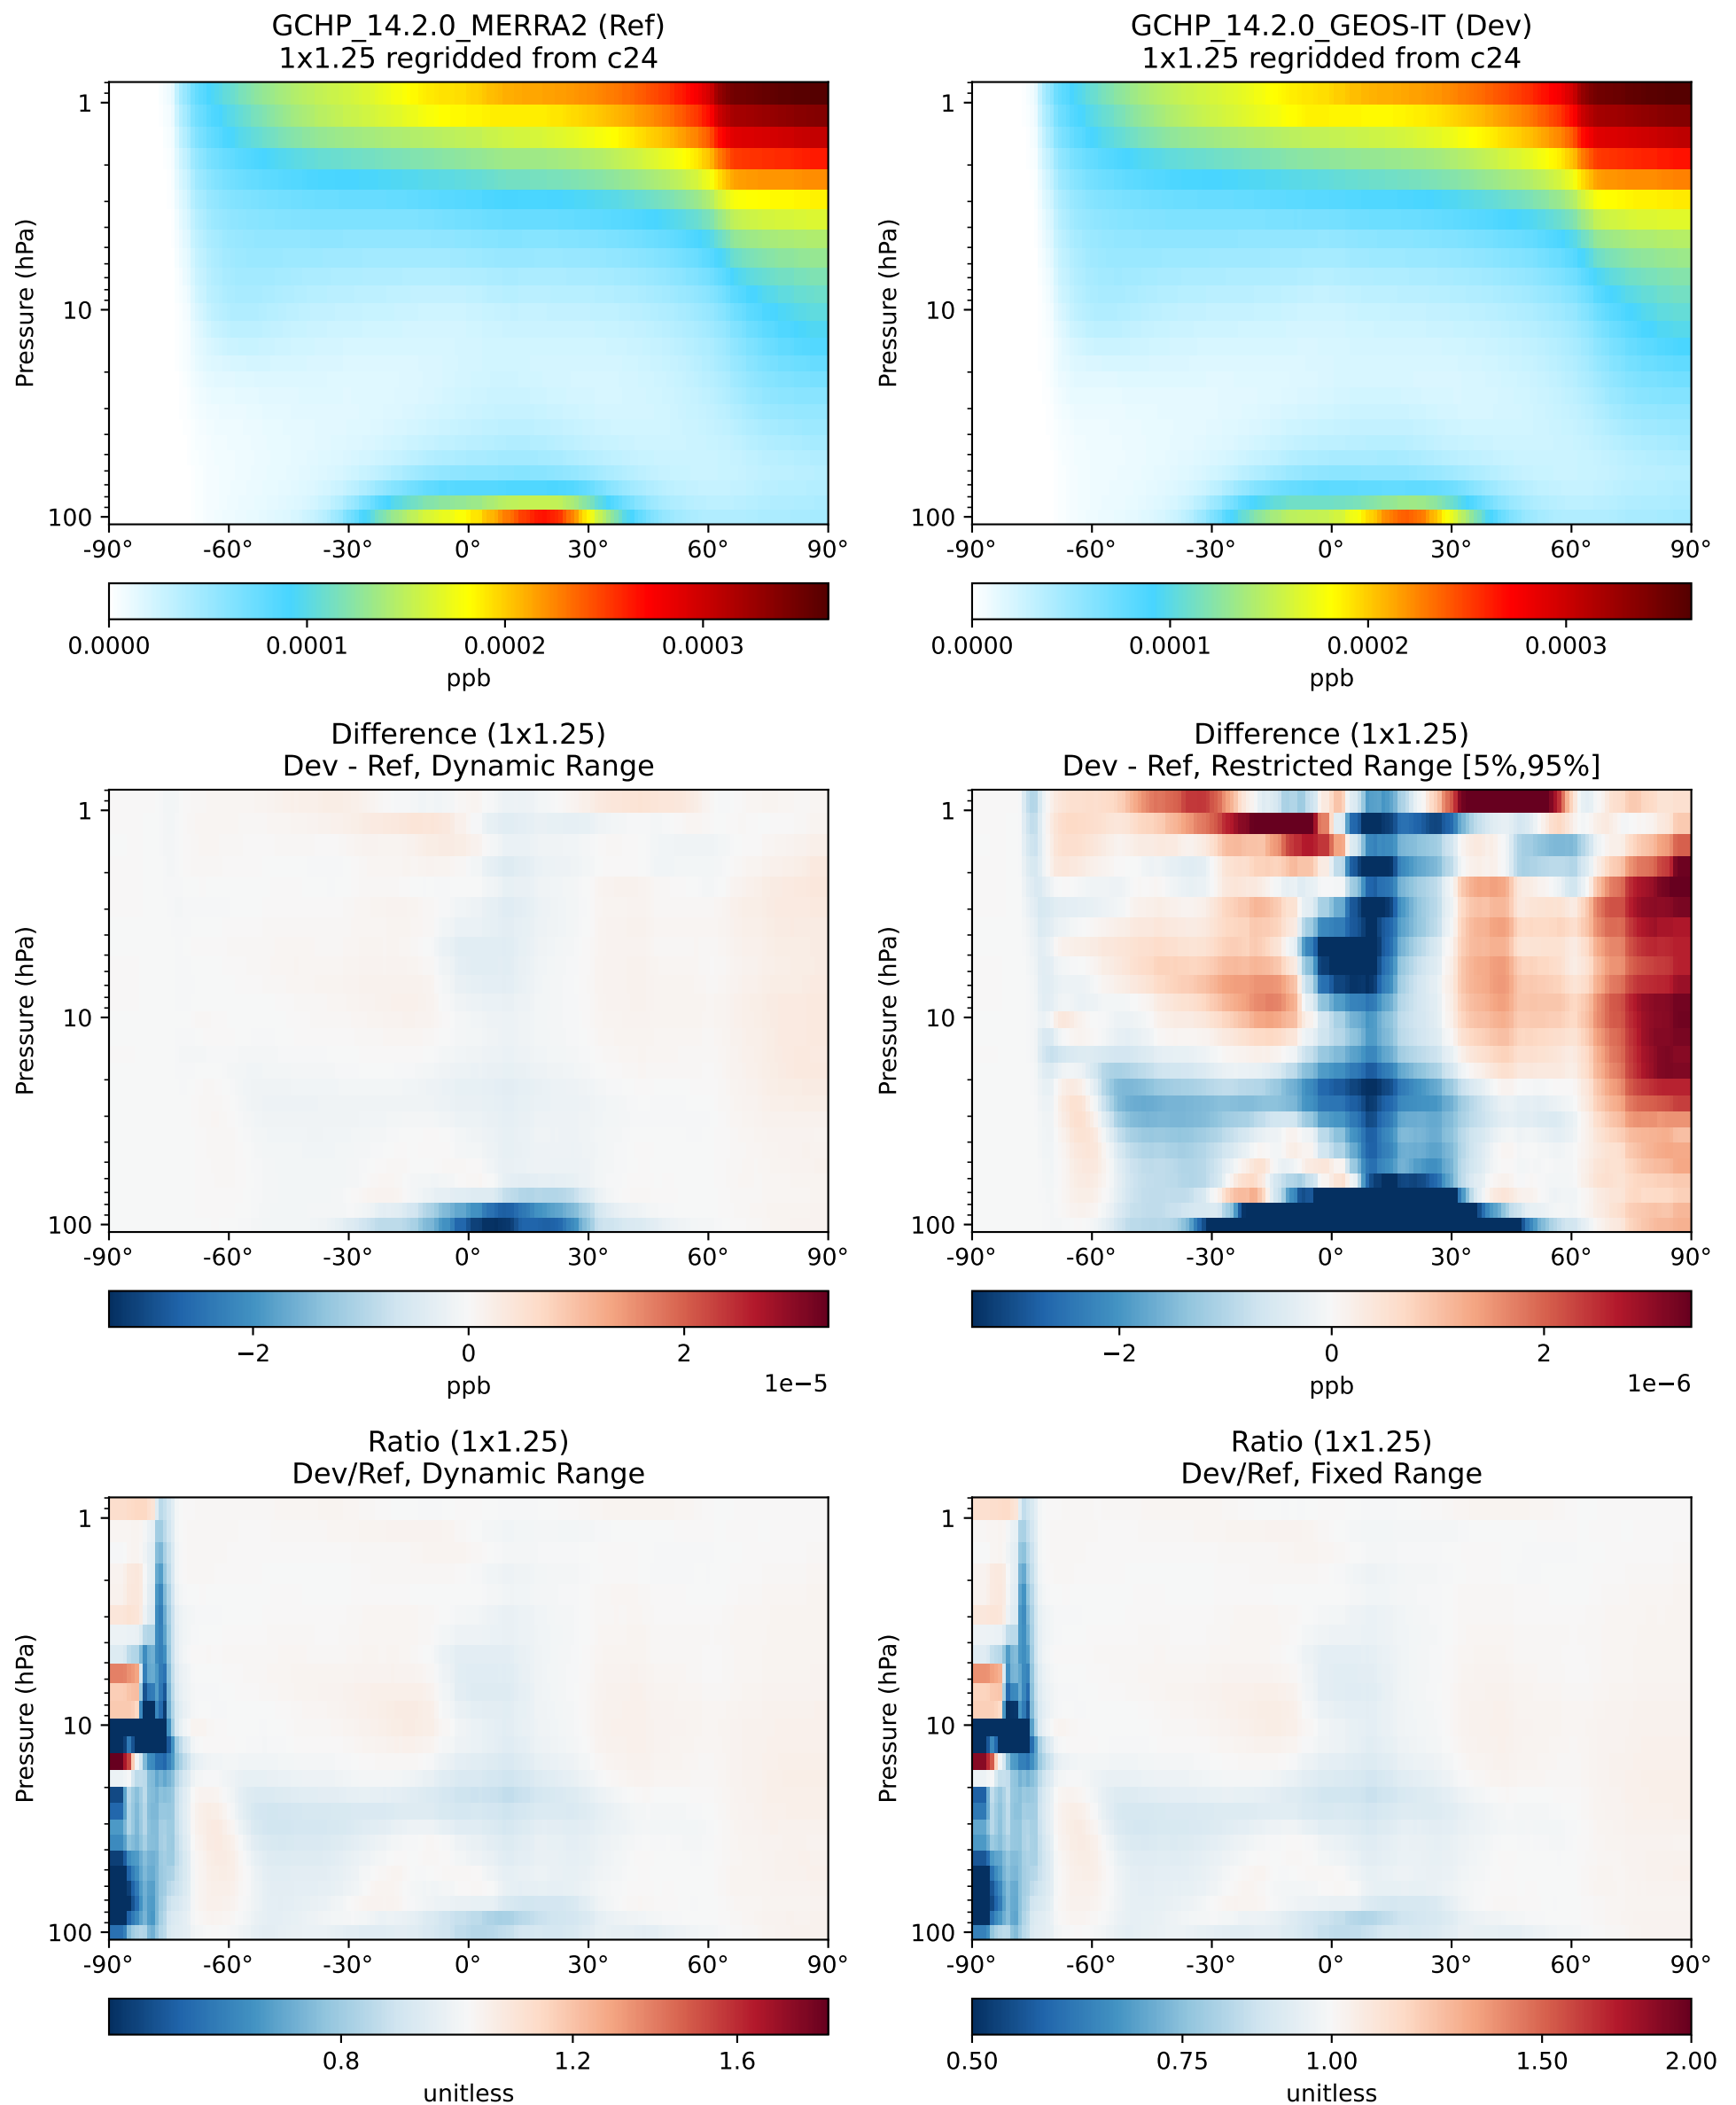 GCHP_14.2.0_MERRA2 (Ref)
1x1.25 regridded from c24
Pressure (hPa)
1
10
100
-90° -60° -30° 0° 30° 60° 90°
0.0000 0.0001 0.0002 0.0003
ppb
GCHP_14.2.0_GEOS-IT (Dev)
1x1.25 regridded from c24
Pressure (hPa)
1
10
100
-90° -60° -30° 0° 30° 60° 90°
0.0000 0.0001 0.0002 0.0003
ppb
Difference (1x1.25)
Dev - Ref, Dynamic Range
Pressure (hPa)
1
10
100
-90° -60° -30° 0° 30° 60° 90°
−2 0 2
ppb
1e−5
Difference (1x1.25)
Dev - Ref, Restricted Range [5%,95%]
Pressure (hPa)
1
10
100
-90° -60° -30° 0° 30° 60° 90°
−2 0 2
ppb
1e−6
Ratio (1x1.25)
Dev/Ref, Dynamic Range
Pressure (hPa)
1
10
100
-90° -60° -30° 0° 30° 60° 90°
0.8 1.2 1.6
unitless
Ratio (1x1.25)
Dev/Ref, Fixed Range
Pressure (hPa)
1
10
100
-90° -60° -30° 0° 30° 60° 90°
0.50 0.75 1.00 1.50 2.00
unitless